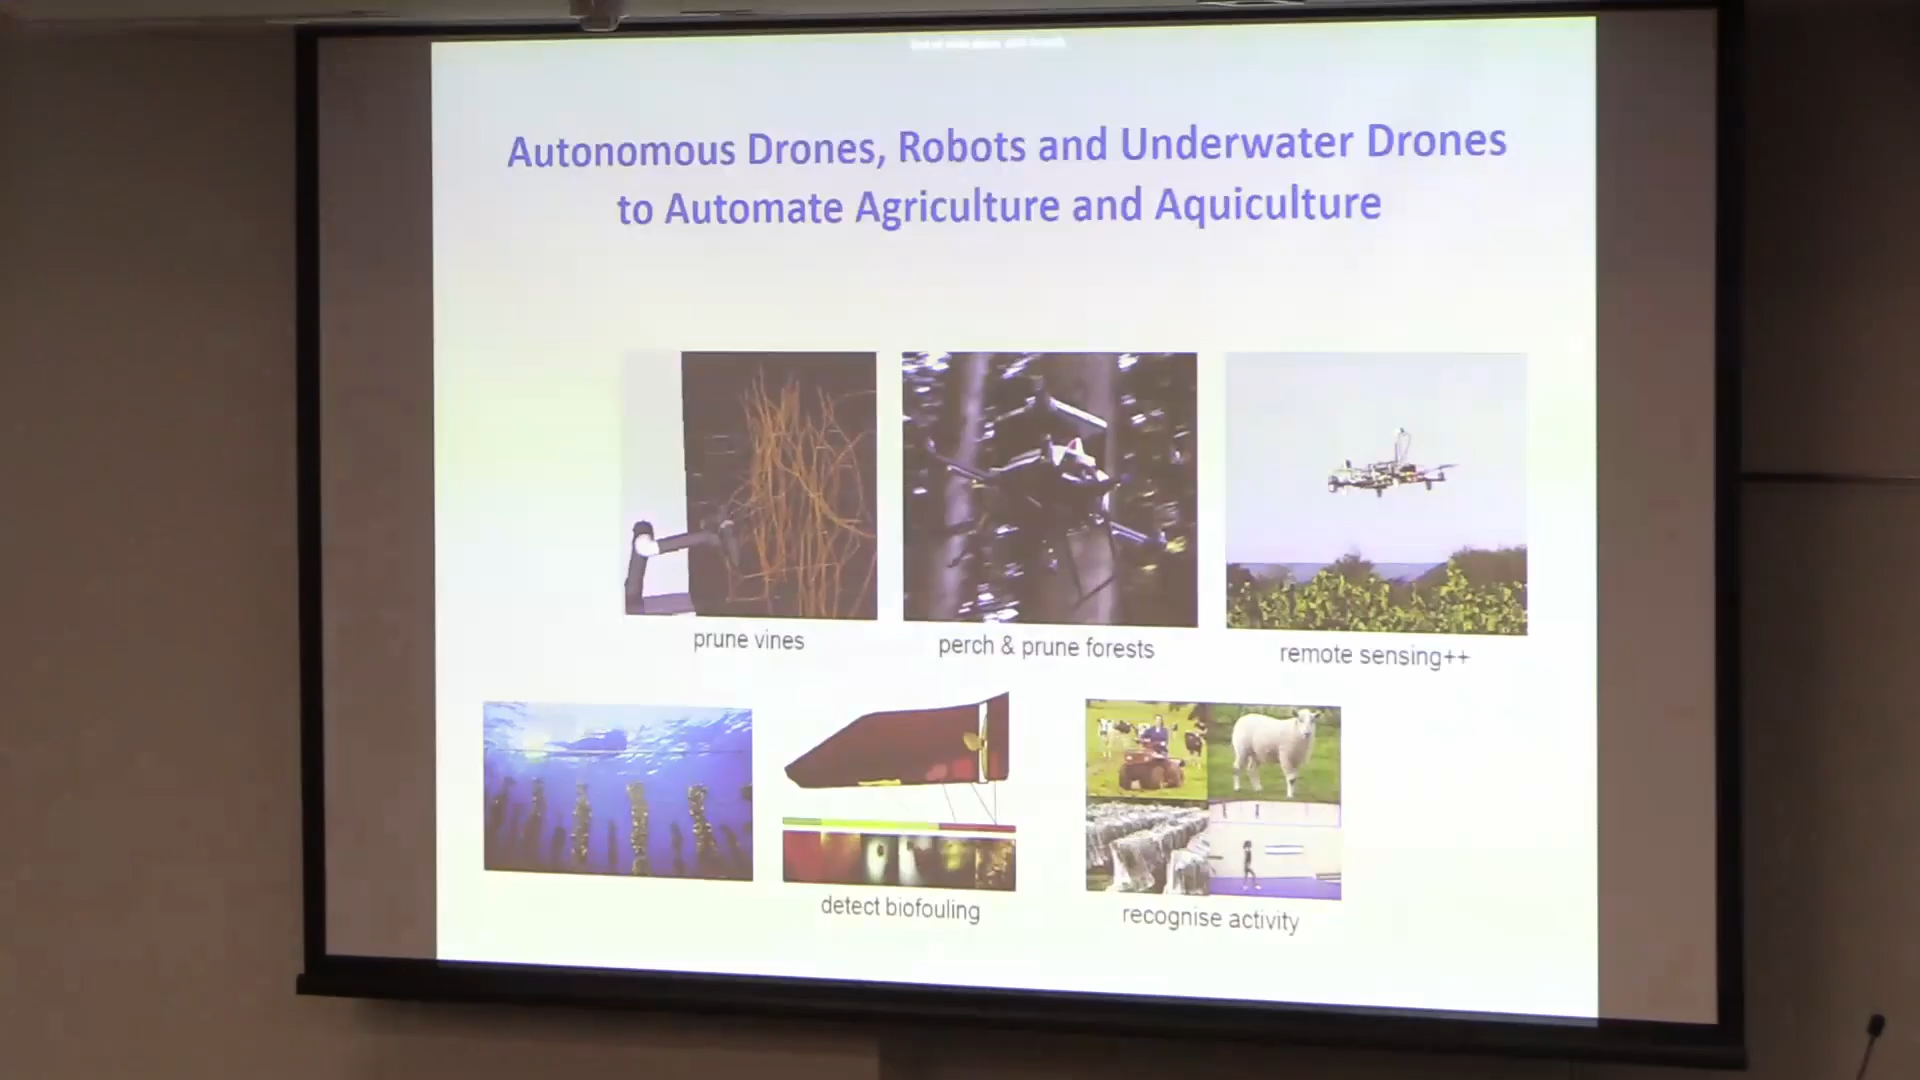 Autonomous Drones, Robots and Underwater Drones
to Automate Agriculture and Aquiculture
prune vines
perch & prune forests
remote sensing++
detect biofouling
recognise activity